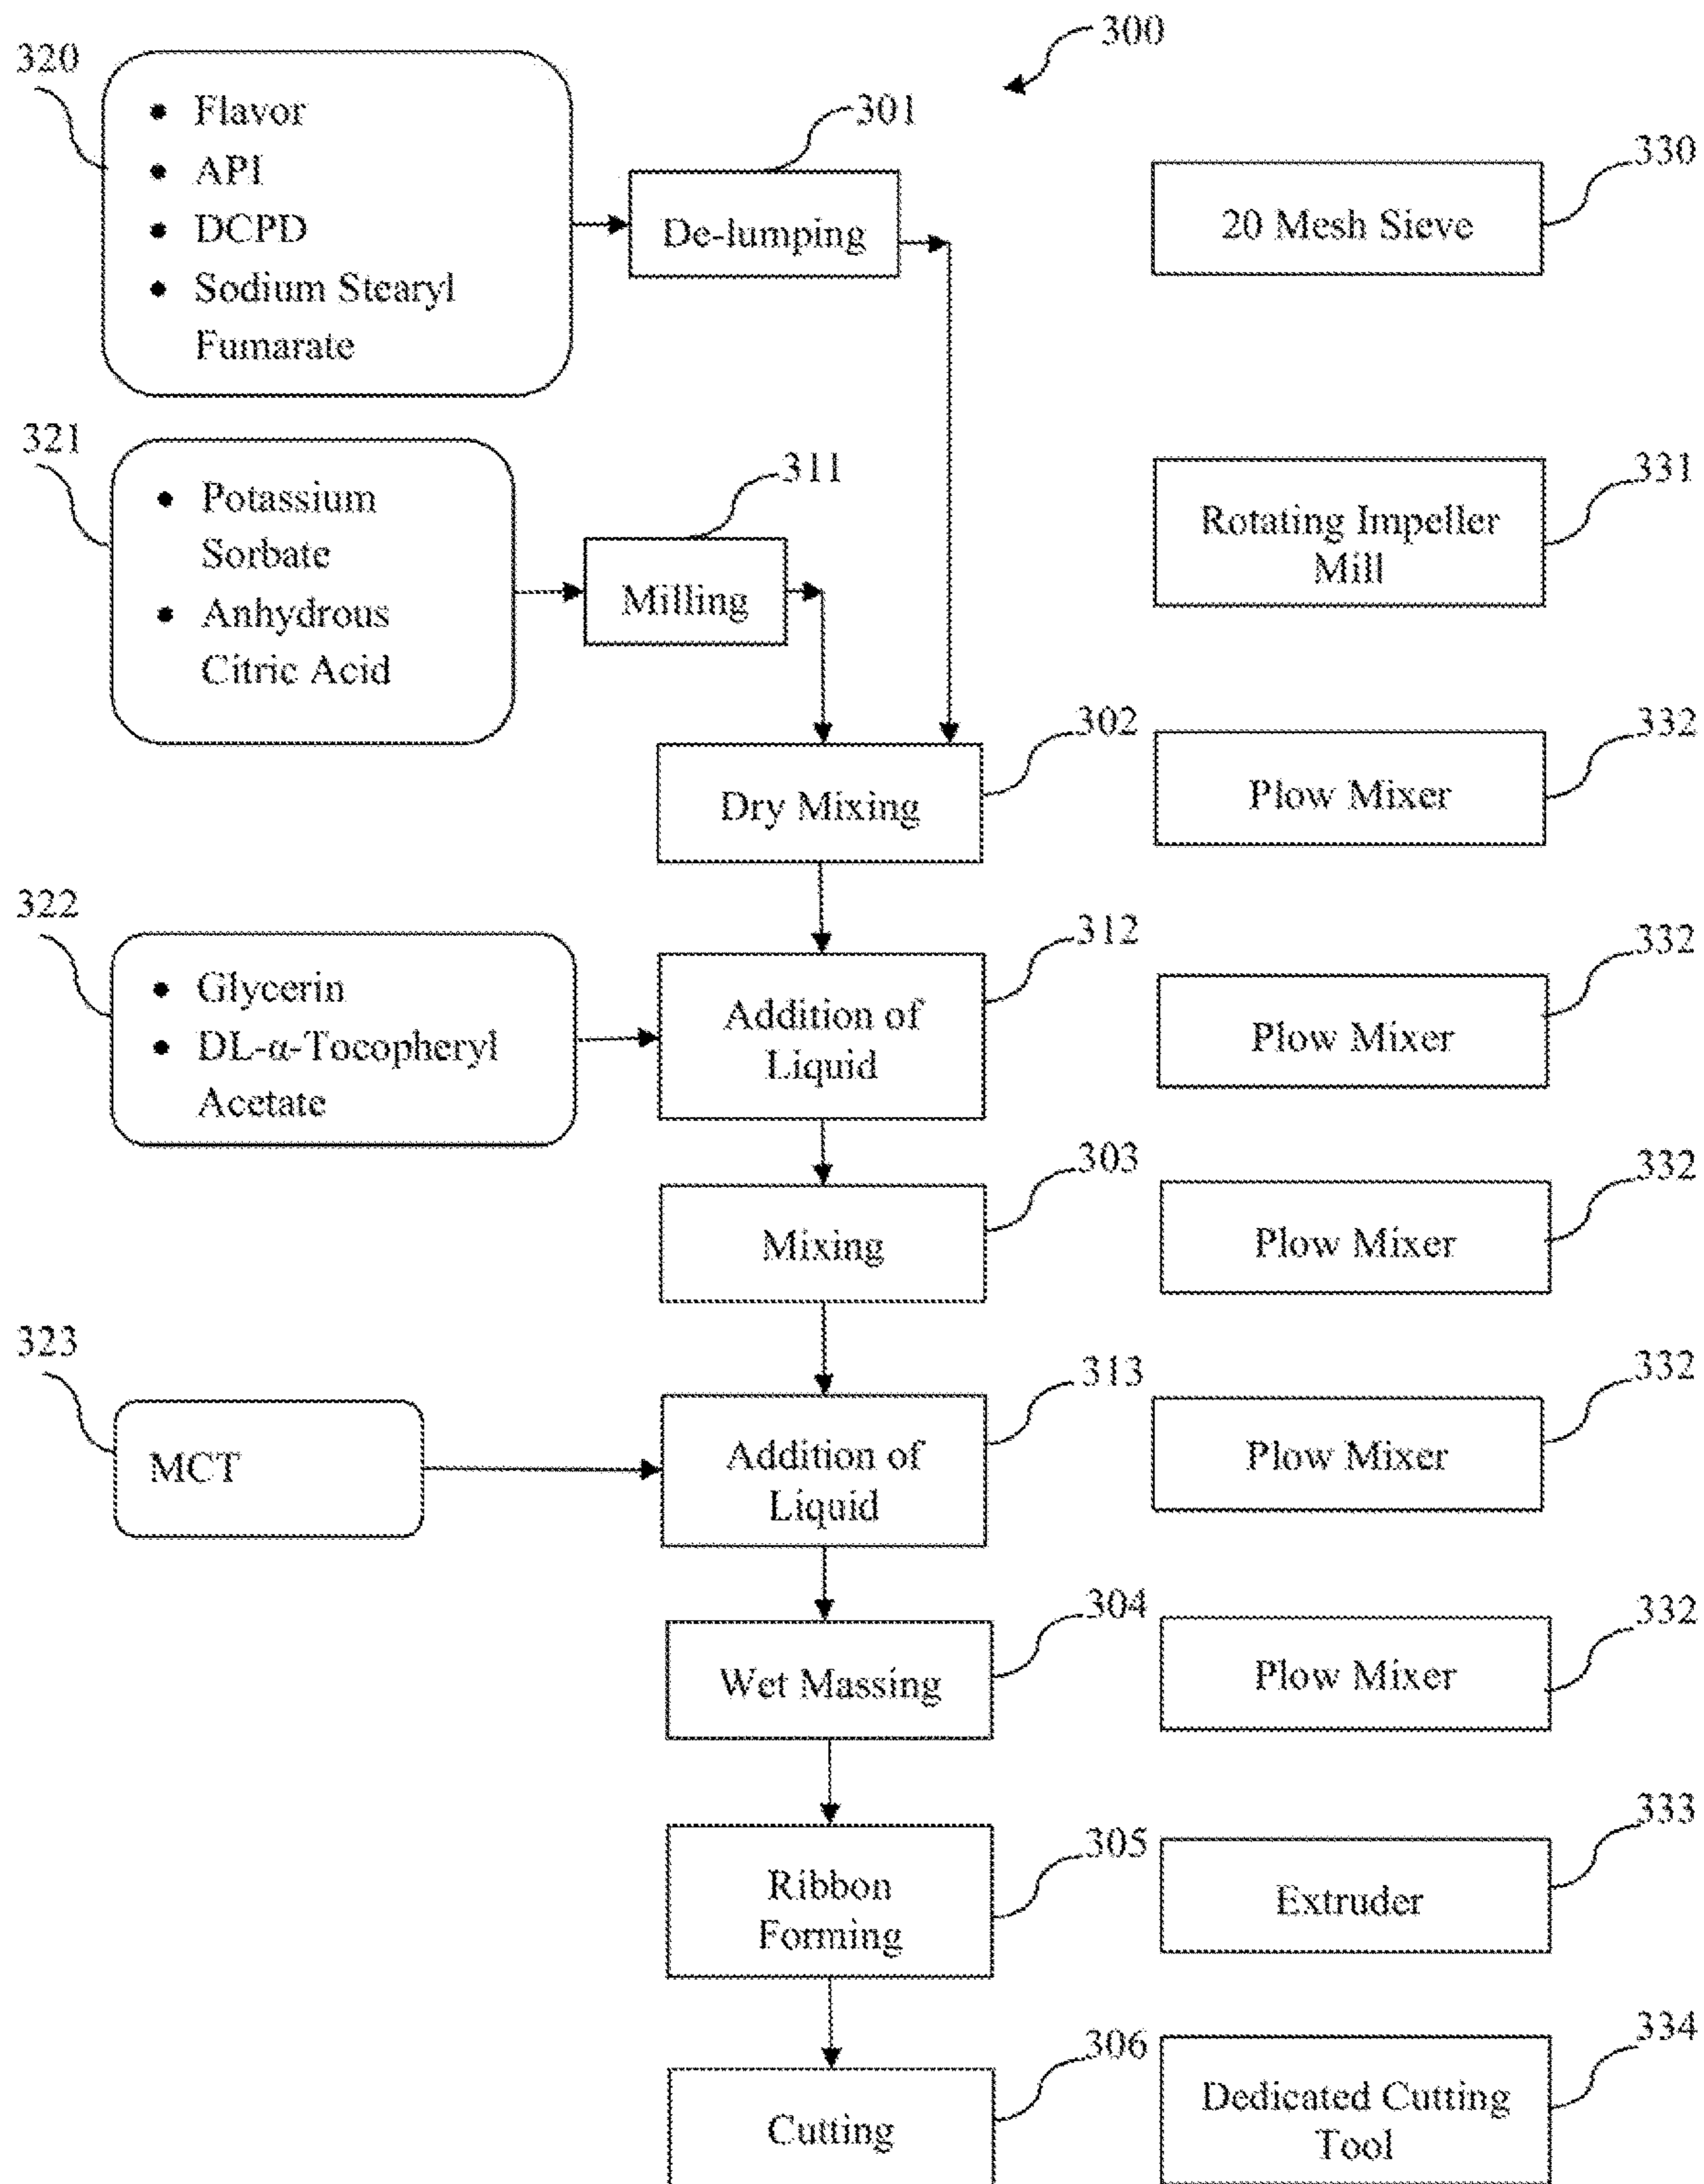 300
320
• Flavor
• API
• DCPD
• Sodium Stearyl
Fumarate
301
De-lumping
330
20 Mesh Sieve
321
• Potassium
Sorbate
• Anhydrous
Citric Acid
311
Milling
331
Rotating Impeller
Mill
302
Dry Mixing
332
Plow Mixer
322
• Glycerin
• DL-α-Tocopheryl
Acetate
312
Addition of
Liquid
332
Plow Mixer
303
Mixing
332
Plow Mixer
323
MCT
313
Addition of
Liquid
332
Plow Mixer
304
Wet Massing
332
Plow Mixer
305
Ribbon
Forming
333
Extruder
306
Cutting
334
Dedicated Cutting
Tool